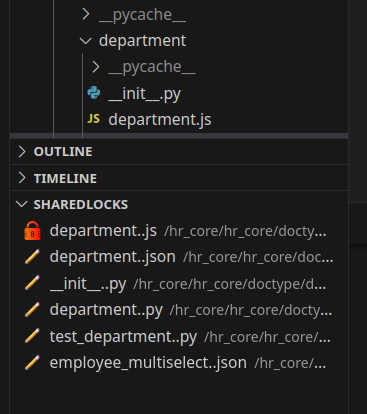 __pycache__
department
__pycache__
__init__.py
JS department.js
OUTLINE
TIMELINE
SHAREDLOCKS
department..js /hr_core/hr_core/docty...
department..json /hr_core/hr_core/doc...
__init__..py /hr_core/hr_core/doctype/d...
department..py /hr_core/hr_core/docty...
test_department..py /hr_core/hr_core/...
employee_multiselect..json /hr_core/...